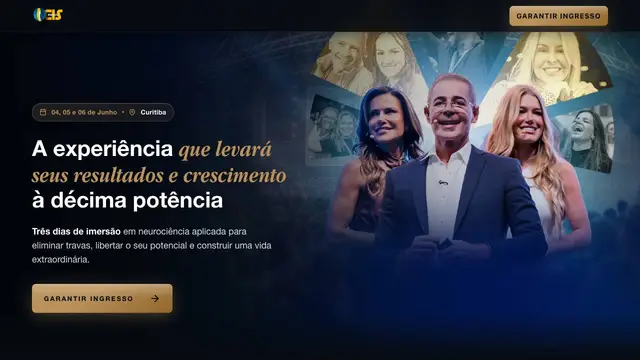 EIS
GARANTIR INGRESSO
04, 05 e 06 de Junho • Curitiba
A experiência que levará
seus resultados e crescimento
à décima potência
Três dias de imersão em neurociência aplicada para
eliminar travas, libertar o seu potencial e construir uma vida
extraordinária.
GARANTIR INGRESSO →